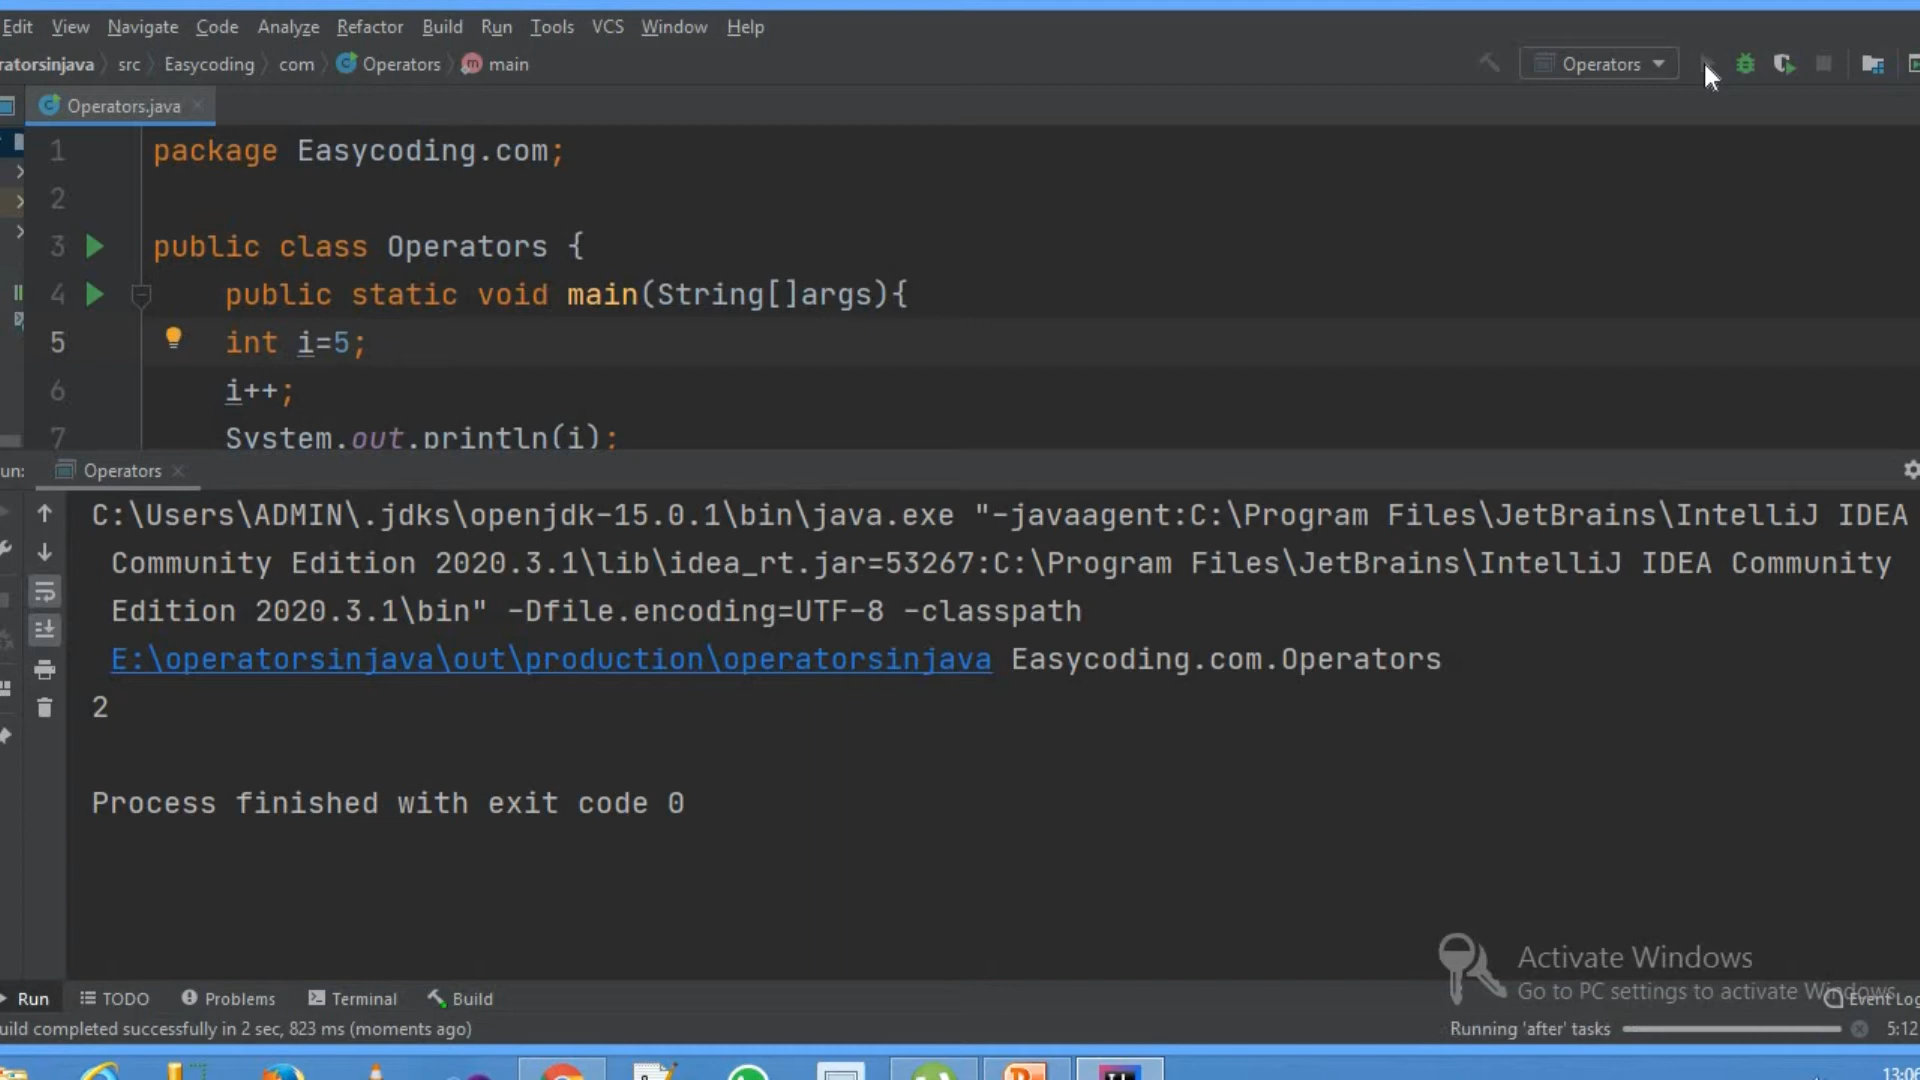 Edit View Navigate Code Analyze Refactor Build Run Tools VCS Window Help
ratorsinjava src Easycoding com Operators main
Operators
Operators.java
1 package Easycoding.com;
2
3 public class Operators {
4 public static void main(String[]args){
5 int i=5;
6 i++;
7 System.out.println(i);
un: Operators
C:\Users\ADMIN\.jdks\openjdk-15.0.1\bin\java.exe "-javaagent:C:\Program Files\JetBrains\IntelliJ IDEA
Community Edition 2020.3.1\lib\idea_rt.jar=53267:C:\Program Files\JetBrains\IntelliJ IDEA Community
Edition 2020.3.1\bin" -Dfile.encoding=UTF-8 -classpath
E:\operatorsinjava\out\production\operatorsinjava Easycoding.com.Operators
2
Process finished with exit code 0
Activate Windows
Go to PC settings to activate Windows.
Run TODO Problems Terminal Build Event Log
uild completed successfully in 2 sec, 823 ms (moments ago)
Running 'after' tasks
5:12
13:06